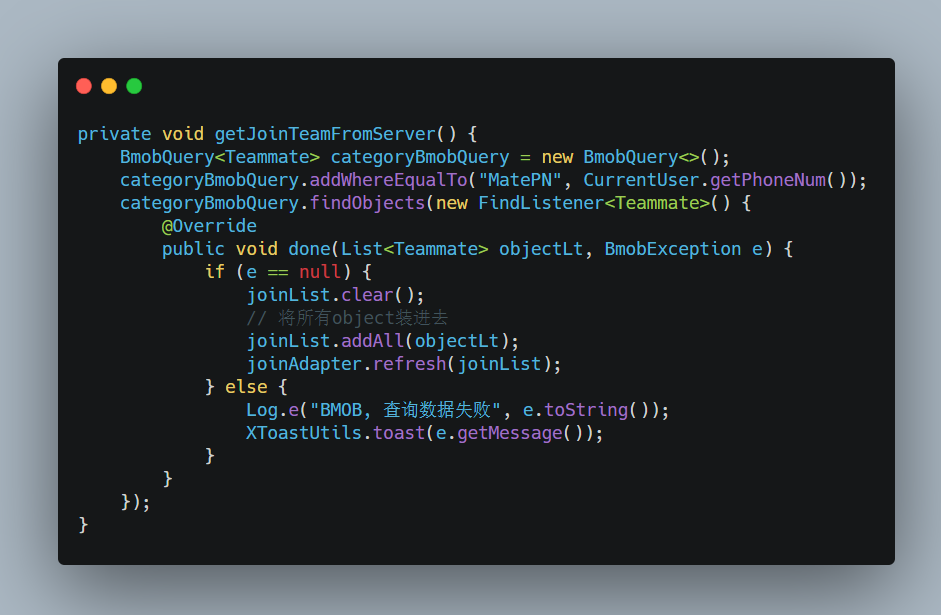 private void getJoinTeamFromServer() {
    BmobQuery<Teammate> categoryBmobQuery = new BmobQuery<>();
    categoryBmobQuery.addWhereEqualTo("MatePN", CurrentUser.getPhoneNum());
    categoryBmobQuery.findObjects(new FindListener<Teammate>() {
        @Override
        public void done(List<Teammate> objectLt, BmobException e) {
            if (e == null) {
                joinList.clear();
                // 将所有object装进去
                joinList.addAll(objectLt);
                joinAdapter.refresh(joinList);
            } else {
                Log.e("BMOB, 查询数据失败", e.toString());
                XToastUtils.toast(e.getMessage());
            }
        }
    });
}